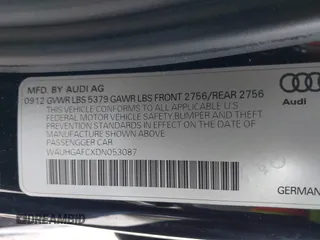 MFD. BY AUDI AG
0912 GVWR LBS 5379 GAWR LBS FRONT 2756/REAR 2756
THIS VEHICLE CONFORMS TO ALL APPLICABLE U.S.
FEDERAL MOTOR VEHICLE SAFETY BUMPER AND THEFT
PREVENTION STANDARDS IN EFFECT ON THE DATE OF
MANUFACTURE SHOWN ABOVE
PASSENGGER CAR
WAUHGAFCXDN053087
Audi
GERMAN
DREAMBID